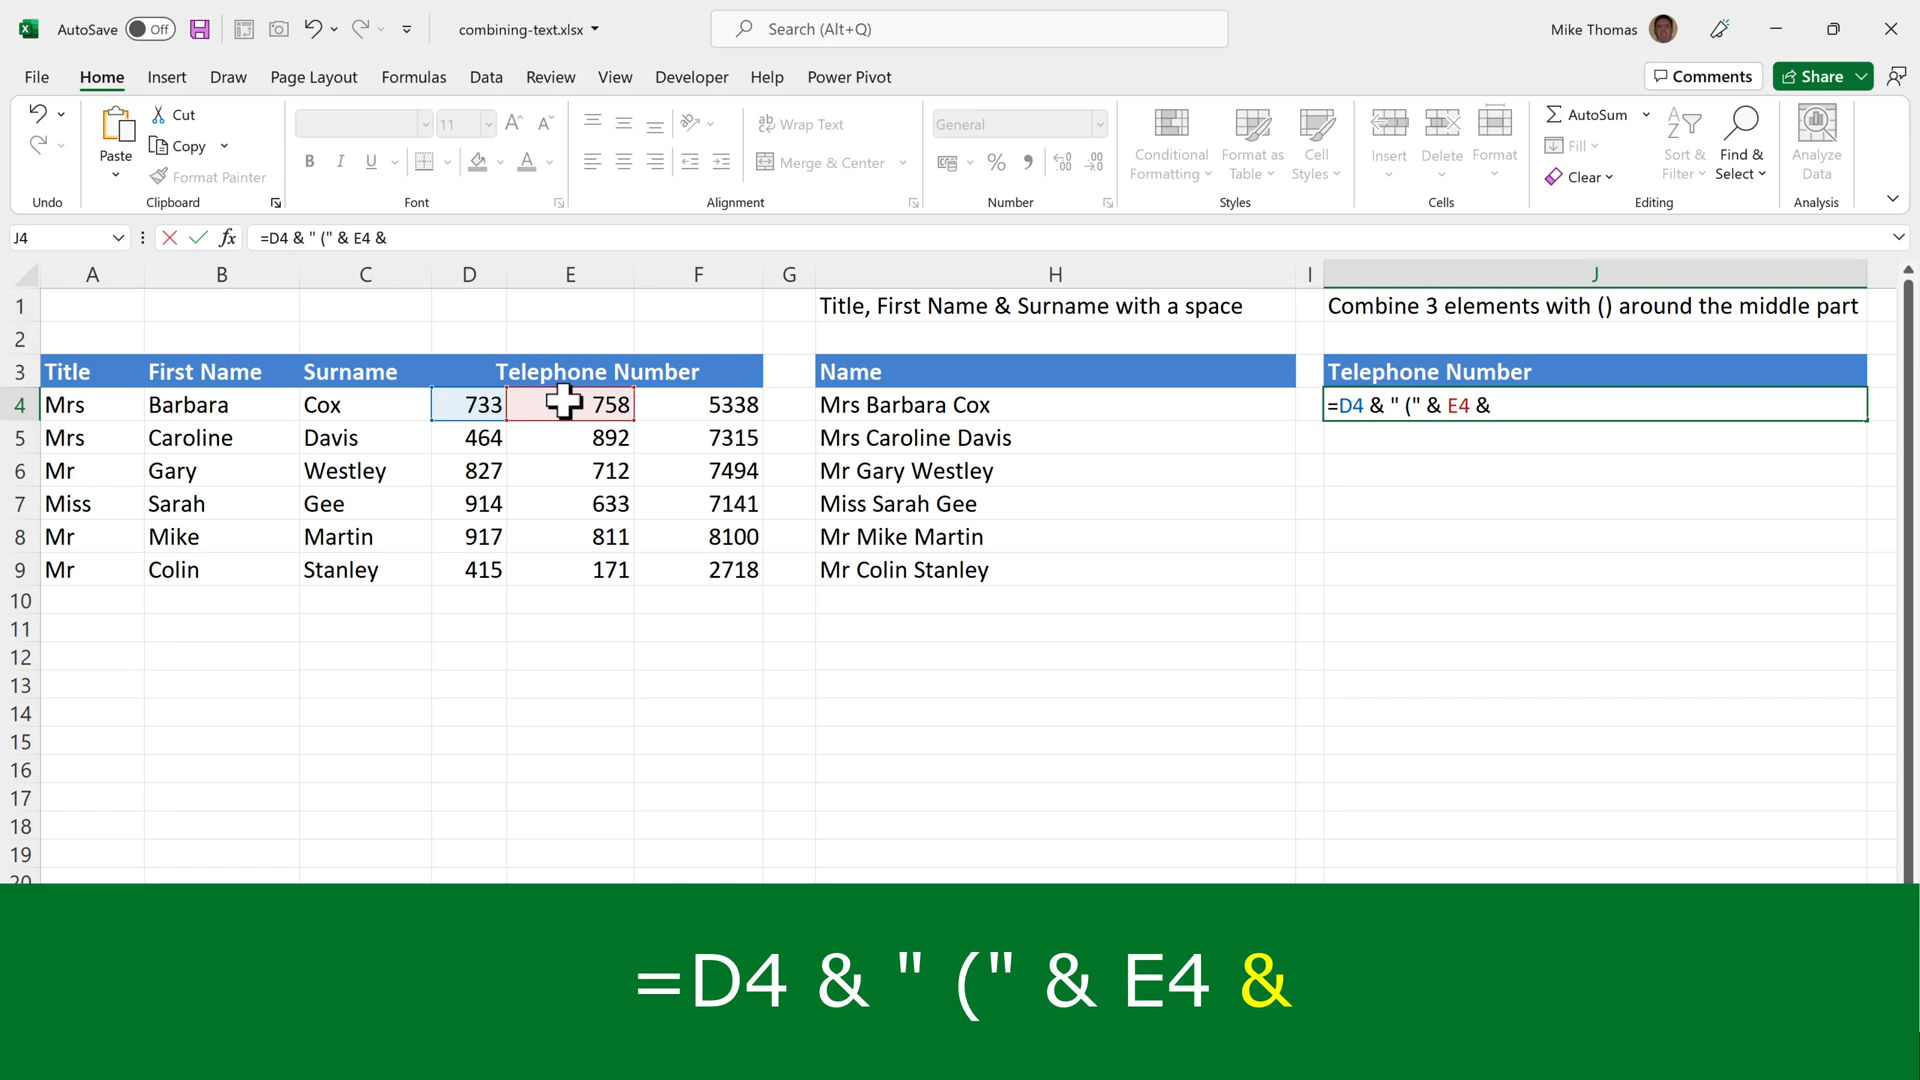 AutoSave Off combining-text.xlsx Search (Alt+Q) Mike Thomas
File Home Insert Draw Page Layout Formulas Data Review View Developer Help Power Pivot Comments Share
Cut
Copy
Format Painter
Paste
Undo Clipboard
11
B I U A
Font
Wrap Text
Merge & Center
Alignment
General
%
Number
Conditional Formatting Format as Table Cell Styles
Styles
Insert Delete Format
Cells
AutoSum
Fill
Clear
Sort & Filter Find & Select
Editing
Analyze Data
Analysis
J4 fx =D4 & " (" & E4 &
A B C D E F G H I J
1 Title, First Name & Surname with a space Combine 3 elements with () around the middle part
2
3 Title First Name Surname Telephone Number Name Telephone Number
4 Mrs Barbara Cox 733 758 5338 Mrs Barbara Cox =D4 & " (" & E4 &
5 Mrs Caroline Davis 464 892 7315 Mrs Caroline Davis
6 Mr Gary Westley 827 712 7494 Mr Gary Westley
7 Miss Sarah Gee 914 633 7141 Miss Sarah Gee
8 Mr Mike Martin 917 811 8100 Mr Mike Martin
9 Mr Colin Stanley 415 171 2718 Mr Colin Stanley
10
11
12
13
14
15
16
17
18
19
20
=D4 & " (" & E4 &